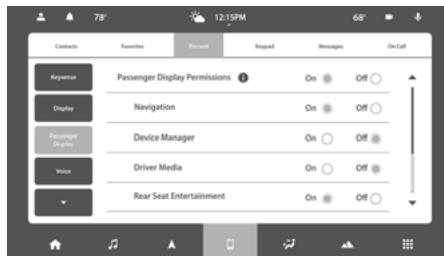 78°
12:15PM
68°
Contacts
Favorites
Recent
Keypad
Messages
On Call
Keysense
Passenger Display Permissions
On
Off
Display
Navigation
On
Off
Passenger
Display
Device Manager
On
Off
Voice
Driver Media
On
Off
Rear Seat Entertainment
On
Off